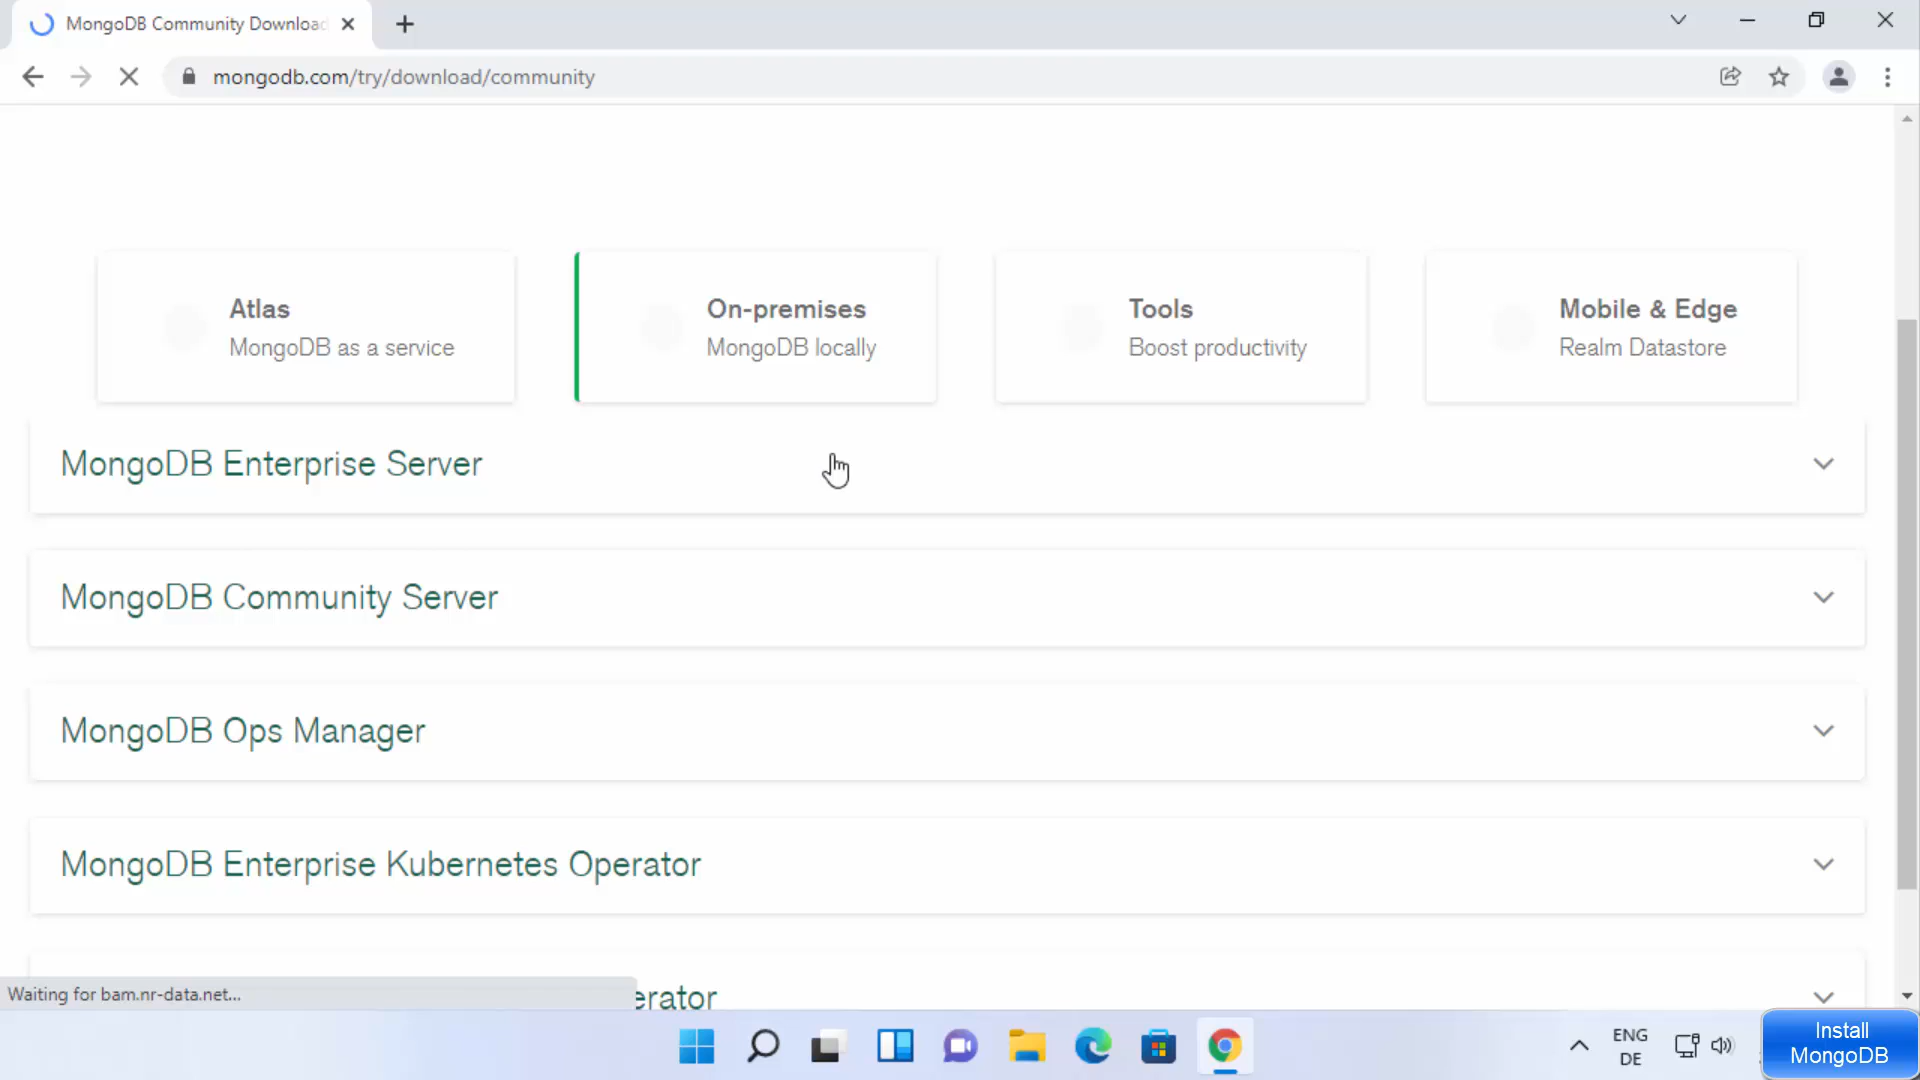 MongoDB Community Downloa
mongodb.com/try/download/community
Atlas
MongoDB as a service
On-premises
MongoDB locally
Tools
Boost productivity
Mobile & Edge
Realm Datastore
MongoDB Enterprise Server
MongoDB Community Server
MongoDB Ops Manager
MongoDB Enterprise Kubernetes Operator
erator
Waiting for bam.nr-data.net...
ENG
DE
Install
MongoDB